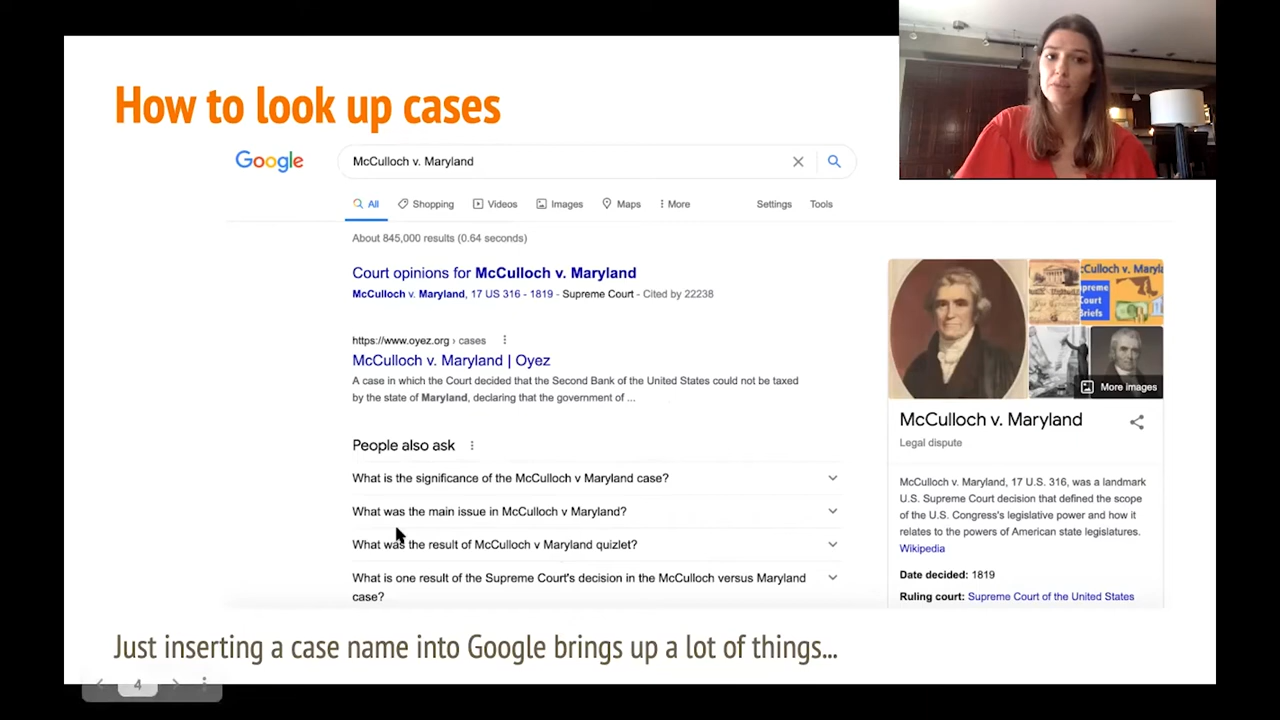 How to look up cases
Google
McCulloch v. Maryland
All
Shopping
Videos
Images
Maps
More
Settings
Tools
About 845,000 results (0.64 seconds)
Court opinions for McCulloch v. Maryland
McCulloch v. Maryland, 17 US 316 - 1819 - Supreme Court - Cited by 22238
https://www.oyez.org › cases
McCulloch v. Maryland | Oyez
A case in which the Court decided that the Second Bank of the United States could not be taxed
by the state of Maryland, declaring that the government of ...
People also ask
What is the significance of the McCulloch v Maryland case?
What was the main issue in McCulloch v Maryland?
What was the result of McCulloch v Maryland quizlet?
What is one result of the Supreme Court's decision in the McCulloch versus Maryland
case?
:Culloch v. Maryla
preme
Court
Briefs
More images
McCulloch v. Maryland
Legal dispute
McCulloch v. Maryland, 17 U.S. 316, was a landmark
U.S. Supreme Court decision that defined the scope
of the U.S. Congress's legislative power and how it
relates to the powers of American state legislatures.
Wikipedia
Date decided: 1819
Ruling court: Supreme Court of the United States
Just inserting a case name into Google brings up a lot of things...
4